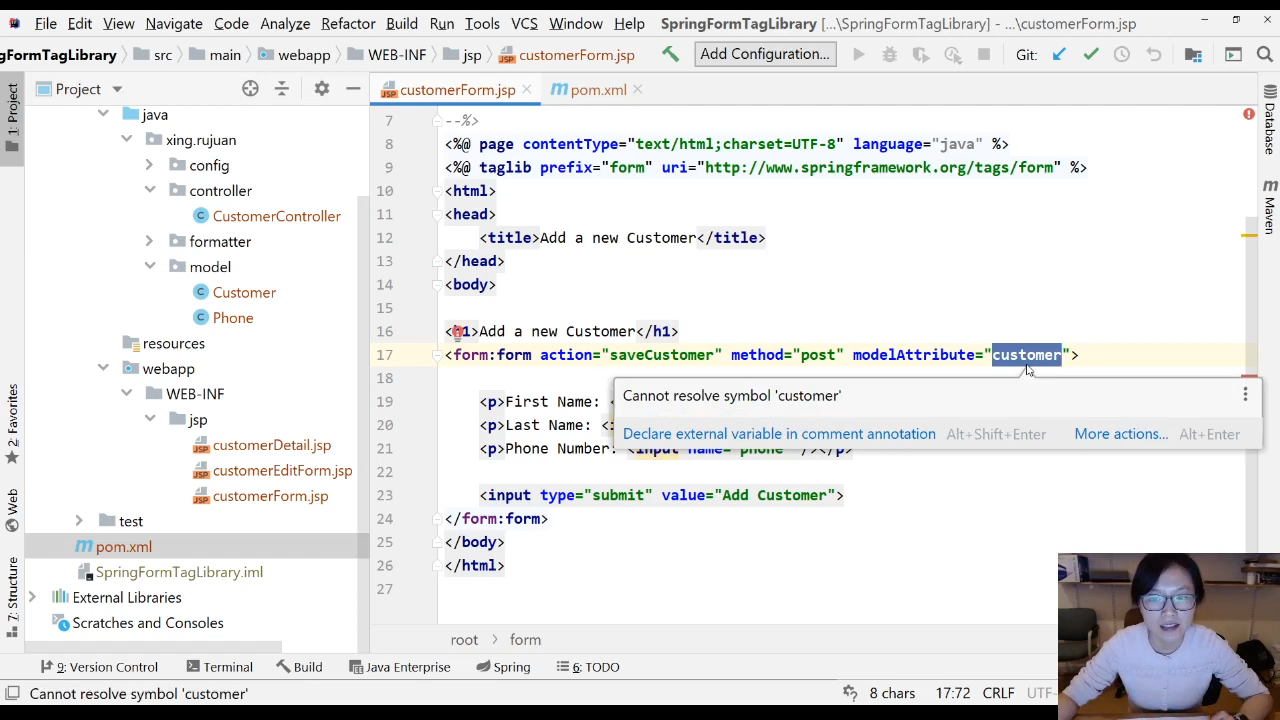 File Edit View Navigate Code Analyze Refactor Build Run Tools VCS Window Help SpringFormTagLibrary [...\SpringFormTagLibrary] - ...\customerForm.jsp
gFormTagLibrary src main webapp WEB-INF jsp customerForm.jsp Add Configuration... Git:
Project customerForm.jsp pom.xml
1: Project
2: Favorites
Web
7: Structure
Database
Maven
java
xing.rujuan
config
controller
CustomerController
formatter
model
Customer
Phone
resources
webapp
WEB-INF
jsp
customerDetail.jsp
customerEditForm.jsp
customerForm.jsp
test
pom.xml
SpringFormTagLibrary.iml
External Libraries
Scratches and Consoles
7 --%>
8 <%@ page contentType="text/html;charset=UTF-8" language="java" %>
9 <%@ taglib prefix="form" uri="http://www.springframework.org/tags/form" %>
10 <html>
11 <head>
12 <title>Add a new Customer</title>
13 </head>
14 <body>
15
16 <h1>Add a new Customer</h1>
17 <form:form action="saveCustomer" method="post" modelAttribute="customer">
18
19 <p>First Name: <
20 <p>Last Name: <
21 <p>Phone Number: <input name="phone" /></p>
22
23 <input type="submit" value="Add Customer">
24 </form:form>
25 </body>
26 </html>
27
Cannot resolve symbol 'customer'
Declare external variable in comment annotation Alt+Shift+Enter More actions... Alt+Enter
root form
9: Version Control Terminal Build Java Enterprise Spring 6: TODO
Cannot resolve symbol 'customer' 8 chars 17:72 CRLF UTF-